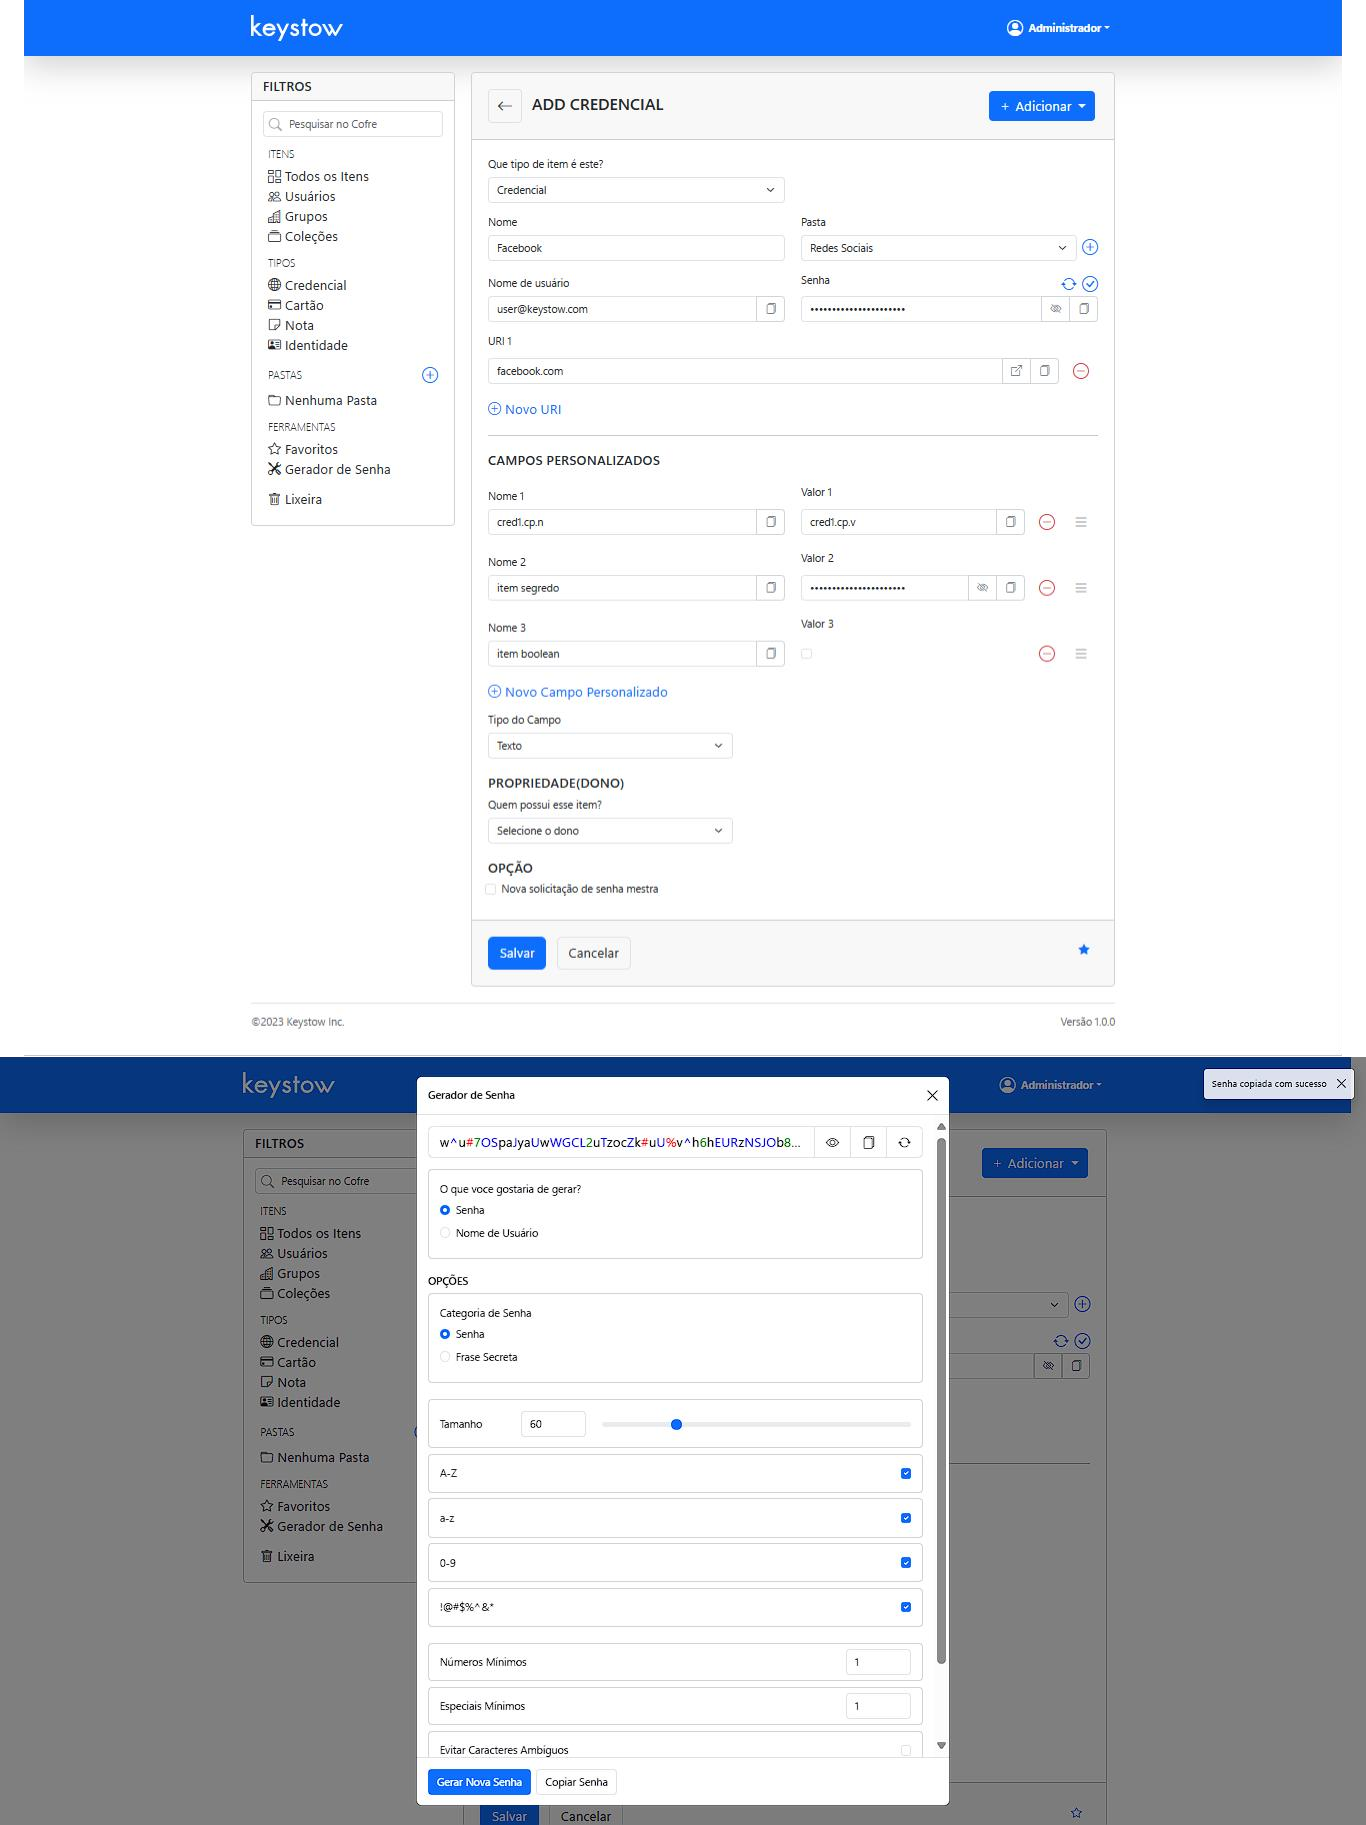 keystow
Administrador
FILTROS
Pesquisar no Cofre
ITENS
Todos os Itens
Usuários
Grupos
Coleções
TIPOS
Credencial
Cartão
Nota
Identidade
PASTAS
Nenhuma Pasta
FERRAMENTAS
Favoritos
Gerador de Senha
Lixeira
ADD CREDENCIAL
+ Adicionar
Que tipo de item é este?
Credencial
Nome
Pasta
Facebook
Redes Sociais
Nome de usuário
Senha
user@keystow.com
••••••••••••••••••••••
URI 1
facebook.com
Novo URI
CAMPOS PERSONALIZADOS
Nome 1
Valor 1
cred1.cp.n
cred1.cp.v
Nome 2
Valor 2
item segredo
••••••••••••••••••••••
Nome 3
Valor 3
item boolean
Novo Campo Personalizado
Tipo do Campo
Texto
PROPRIEDADE(DONO)
Quem possui esse item?
Selecione o dono
OPÇÃO
Nova solicitação de senha mestra
Salvar
Cancelar
©2023 Keystow Inc.
Versão 1.0.0
keystow
Administrador
Senha copiada com sucesso
FILTROS
Pesquisar no Cofre
ITENS
Todos os Itens
Usuários
Grupos
Coleções
TIPOS
Credencial
Cartão
Nota
Identidade
PASTAS
Nenhuma Pasta
FERRAMENTAS
Favoritos
Gerador de Senha
Lixeira
+ Adicionar
Gerador de Senha
w^u#7OSpaJyaUwWGCL2uTzocZk#uU%v^h6hEURzNSJOb8...
O que voce gostaria de gerar?
Senha
Nome de Usuário
OPÇÕES
Categoria de Senha
Senha
Frase Secreta
Tamanho
60
A-Z
a-z
0-9
!@#$%^&*
Números Mínimos
1
Especiais Mínimos
1
Evitar Caracteres Ambíguos
Gerar Nova Senha
Copiar Senha
Salvar
Cancelar